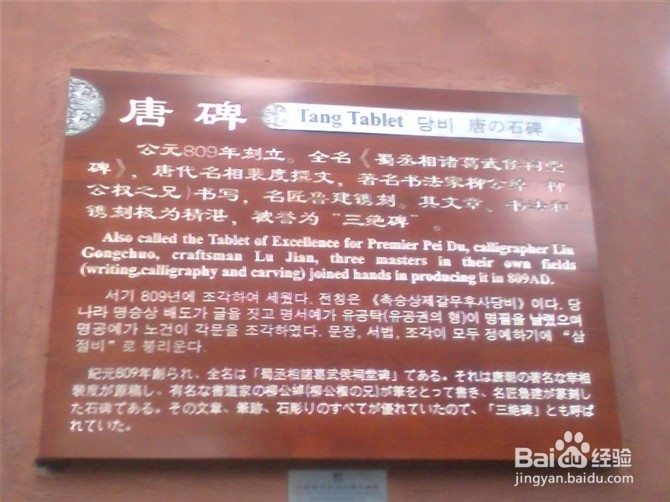 唐碑 Tang Tablet 당비 唐の石碑
公元809年刻立。全名《蜀丞相诸葛武侯祠堂
碑》，唐代名相裴度撰文，著名书法家柳公绰（柳
公权之兄）书写，名匠鲁建镌刻。其文章、书法和
镌刻极为精湛，被誉为“三绝碑”。
Also called the Tablet of Excellence for Premier Pei Du, calligrapher Liu
Gongchuo, craftsman Lu Jian, three masters in their own fields
(writing,calligraphy and carving) joined hands in producing it in 809AD.
서기 809년에 조각하여 세웠다. 전칭은 《촉승상제갈무후사당비》이다. 당
나라 명승상 배도가 글을 짓고 명서예가 유공탁(유공권의 형)이 명필을 날렸으며
명공예가 노건이 각문을 조각하였다. 문장, 서법, 조각이 모두 정예하기에 “삼
절비”로 불리운다.
紀元809年創られ、全名は「蜀丞相諸葛武侯祠堂碑」である。それは唐朝の著名な宰相
裴度が原稿し、有名な書道家の柳公綽(柳公権の兄)が筆をとって書き、名匠魯建が篆刻し
た石碑である。その文章、筆跡、石彫りのすべてが優れていたので、「三绝碑」とも呼ば
れていた。
Baidu经验
jingyan.baidu.com